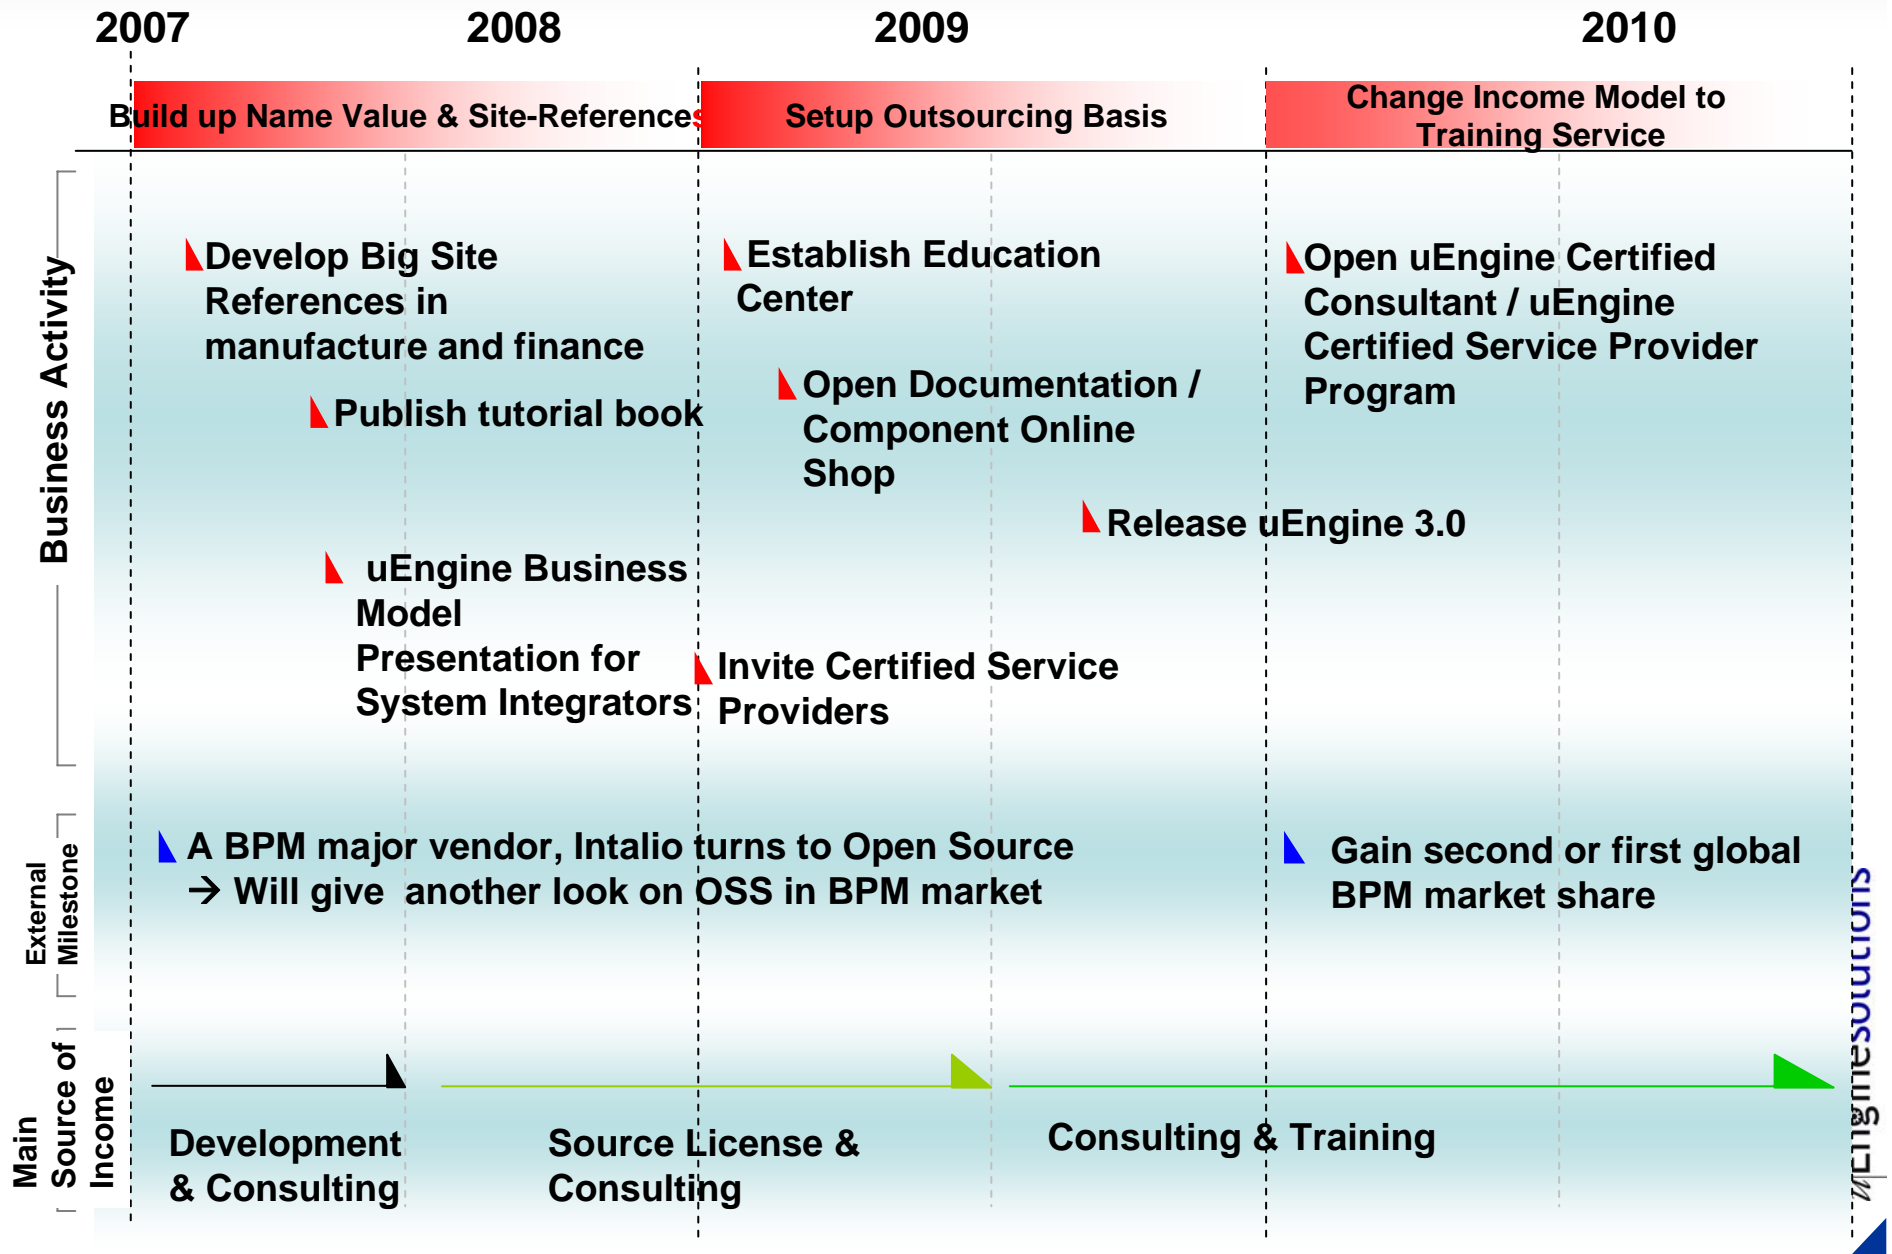 2007
2008
2009
2010
Build up Name Value & Site-References
Setup Outsourcing Basis
Change Income Model to
Training Service
Business Activity
Develop Big Site
References in
manufacture and finance
Publish tutorial book
uEngine Business
Model
Presentation for
System Integrators
Establish Education
Center
Open Documentation /
Component Online
Shop
Release uEngine 3.0
Invite Certified Service
Providers
Open uEngine Certified
Consultant / uEngine
Certified Service Provider
Program
External
Milestone
A BPM major vendor, Intalio turns to Open Source
→ Will give another look on OSS in BPM market
Gain second or first global
BPM market share
Main
Source of
Income
Development
& Consulting
Source License &
Consulting
Consulting & Training
uEnginesolutions